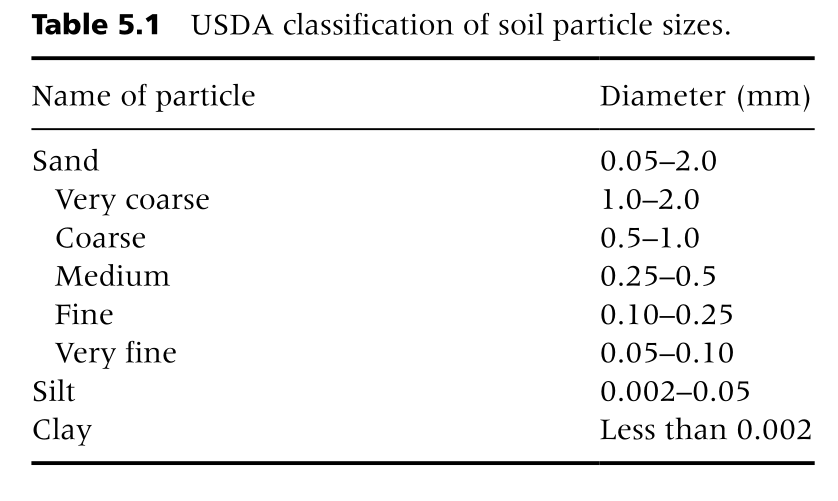 Table 5.1 USDA classification of soil particle sizes.
Name of particle Diameter (mm)
Sand 0.05–2.0
Very coarse 1.0–2.0
Coarse 0.5–1.0
Medium 0.25–0.5
Fine 0.10–0.25
Very fine 0.05–0.10
Silt 0.002–0.05
Clay Less than 0.002